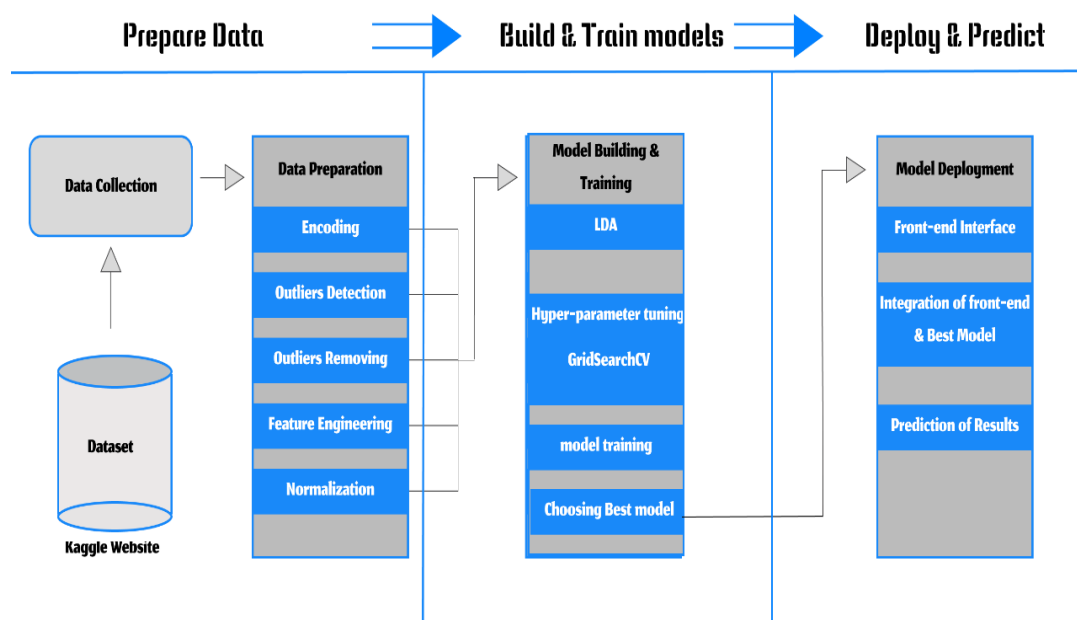 Prepare Data
Build & Train models
Deploy & Predict
Data Collection
Dataset
Kaggle Website
Data Preparation
Encoding
Outliers Detection
Outliers Removing
Feature Engineering
Normalization
Model Building &
Training
LDA
Hyper-parameter tuning
GridSearchCV
model training
Choosing Best model
Model Deployment
Front-end Interface
Integration of front-end
& Best Model
Prediction of Results